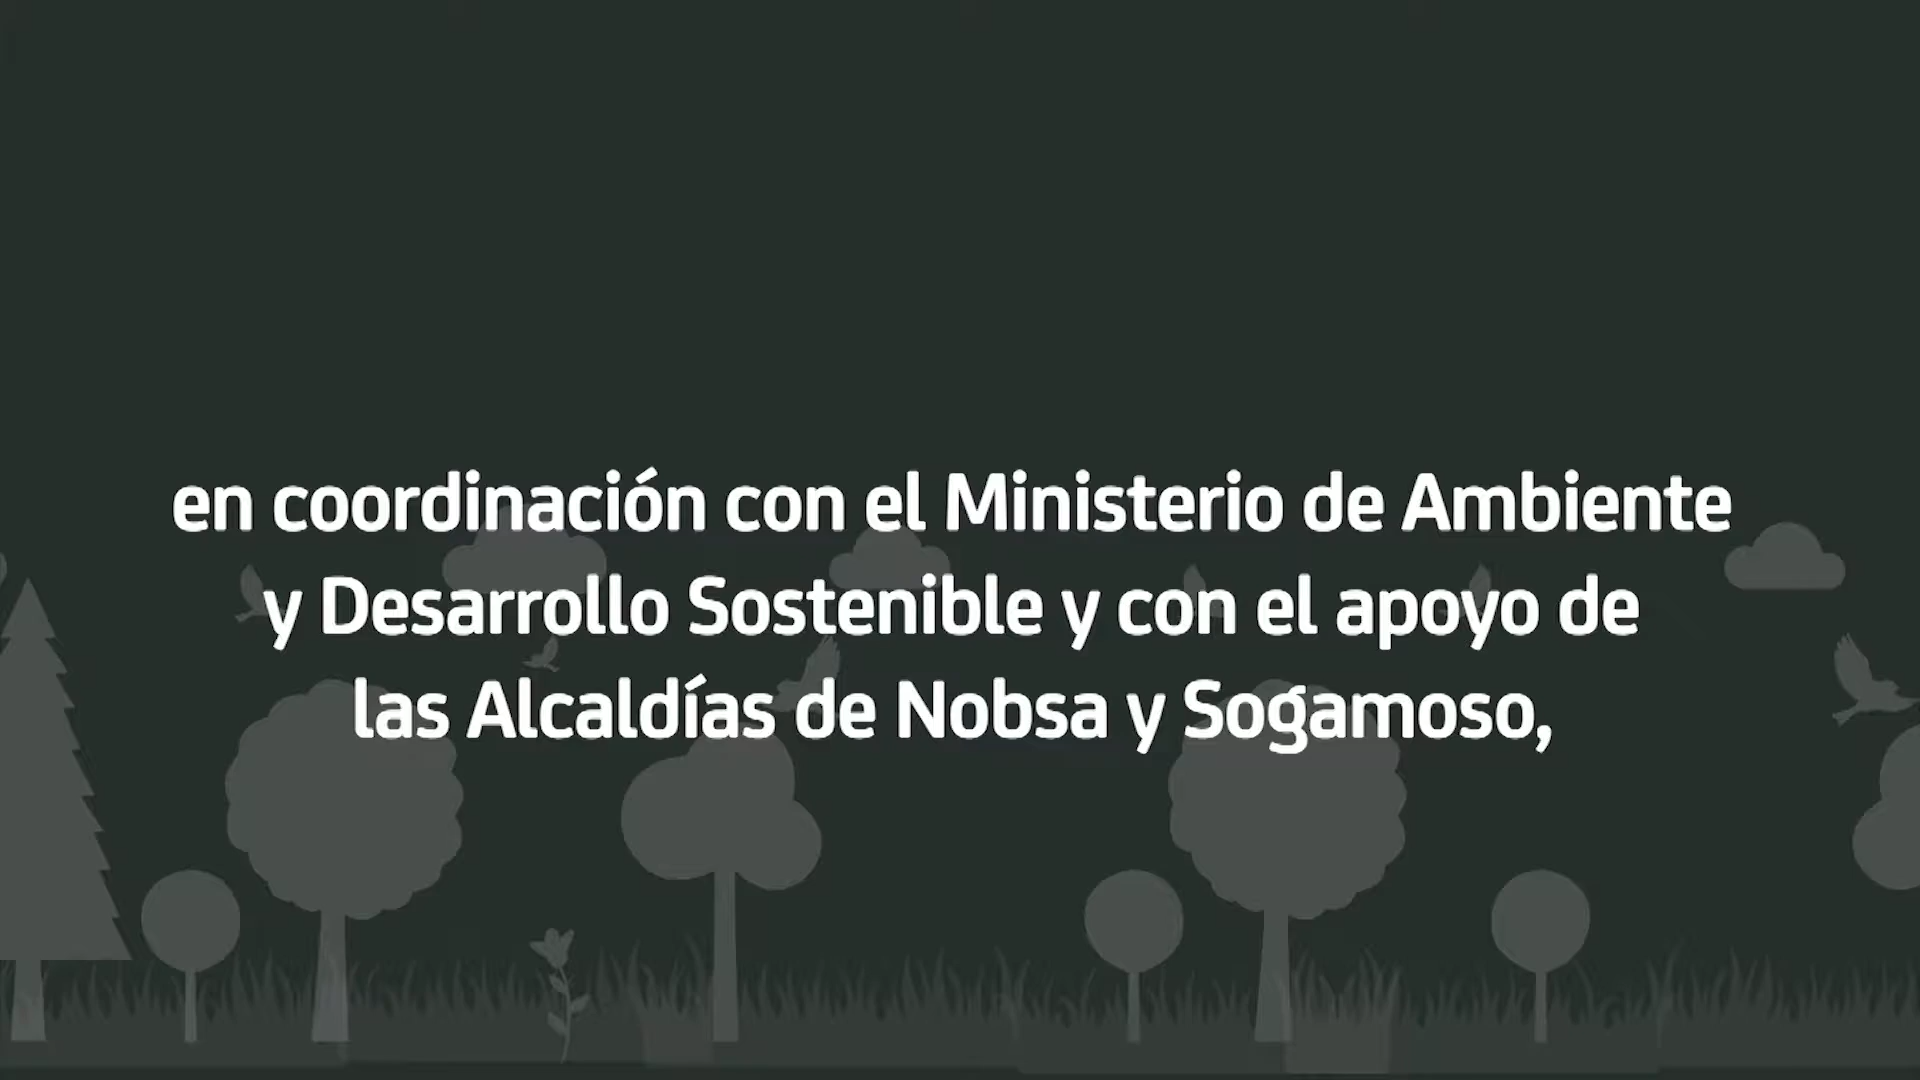 en coordinación con el Ministerio de Ambiente
y Desarrollo Sostenible y con el apoyo de
las Alcaldías de Nobsa y Sogamoso,